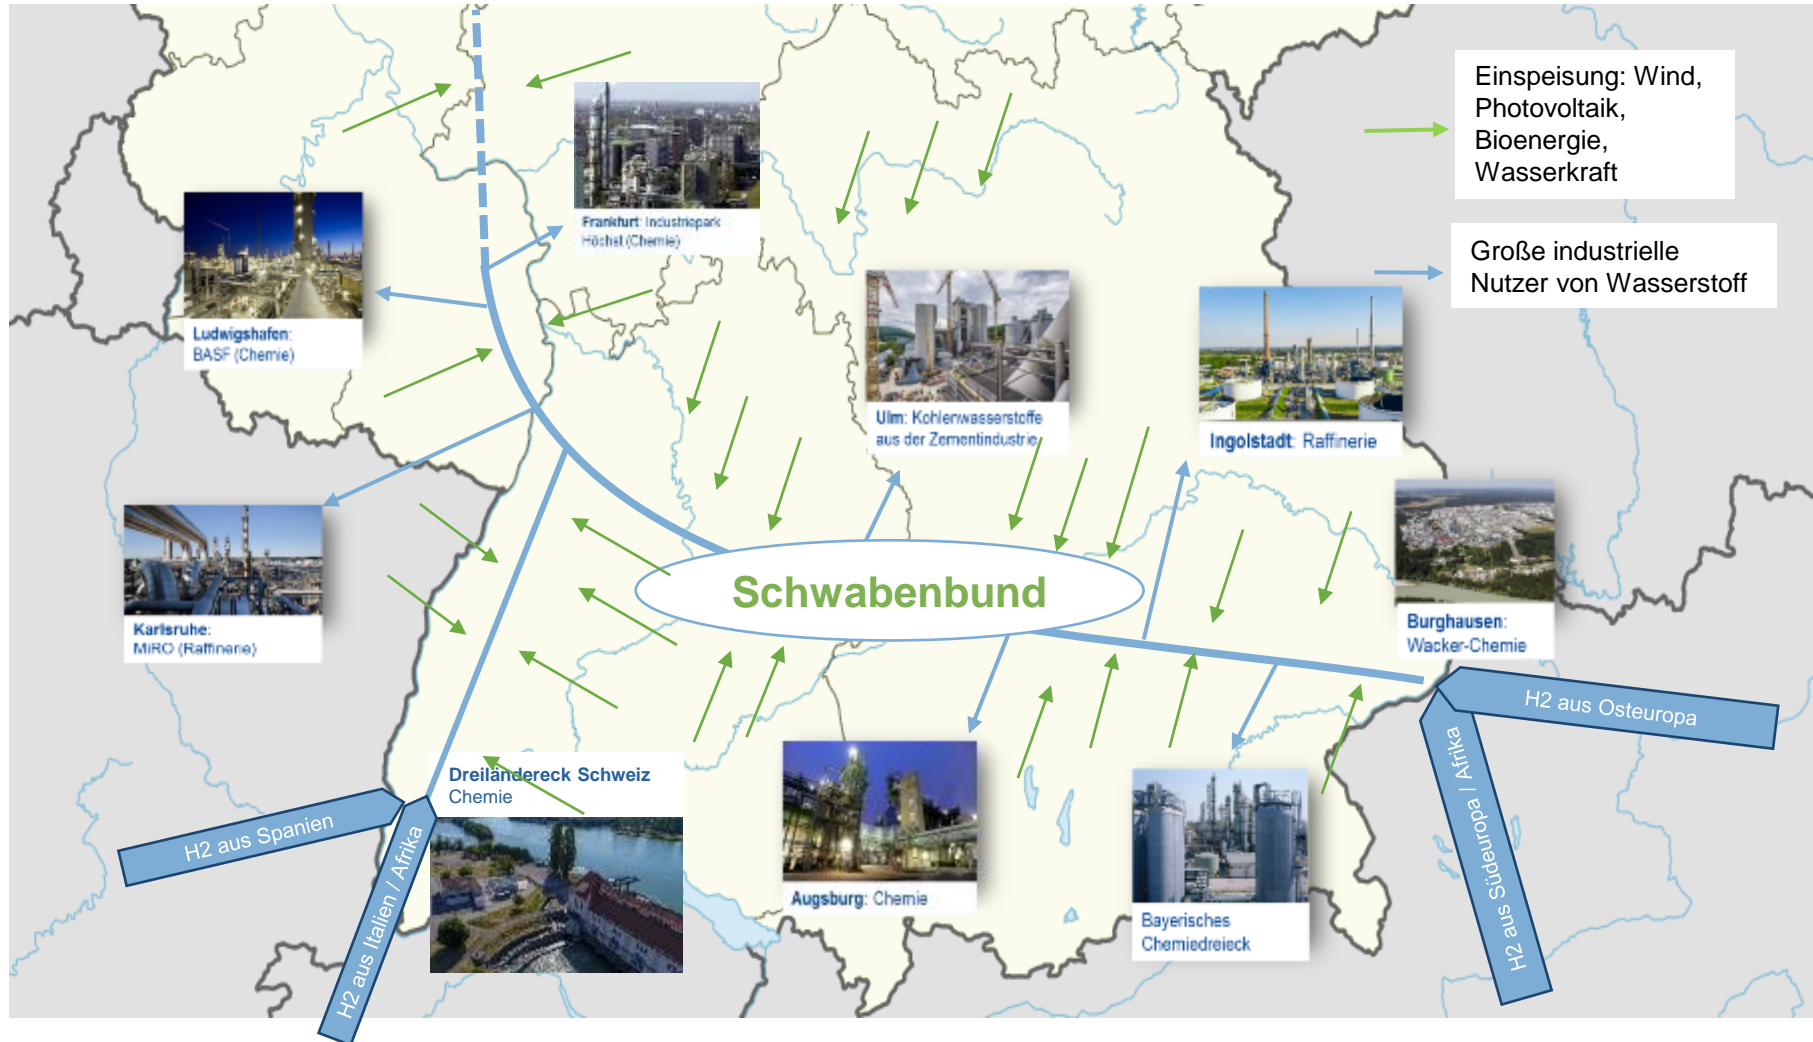 Einspeisung: Wind,
Photovoltaik,
Bioenergie,
Wasserkraft
Große industrielle
Nutzer von Wasserstoff
Frankfurt: Industriepark
Höchst (Chemie)
Ludwigshafen:
BASF (Chemie)
Ulm: Kohlenwasserstoffe
aus der Zementindustrie
Ingolstadt: Raffinerie
Karlsruhe:
MiRO (Raffinerie)
Schwabenbund
Burghausen:
Wacker-Chemie
H2 aus Osteuropa
H2 aus Südeuropa / Afrika
Dreiländereck Schweiz
Chemie
H2 aus Spanien
H2 aus Italien / Afrika
Augsburg: Chemie
Bayerisches
Chemiedreieck